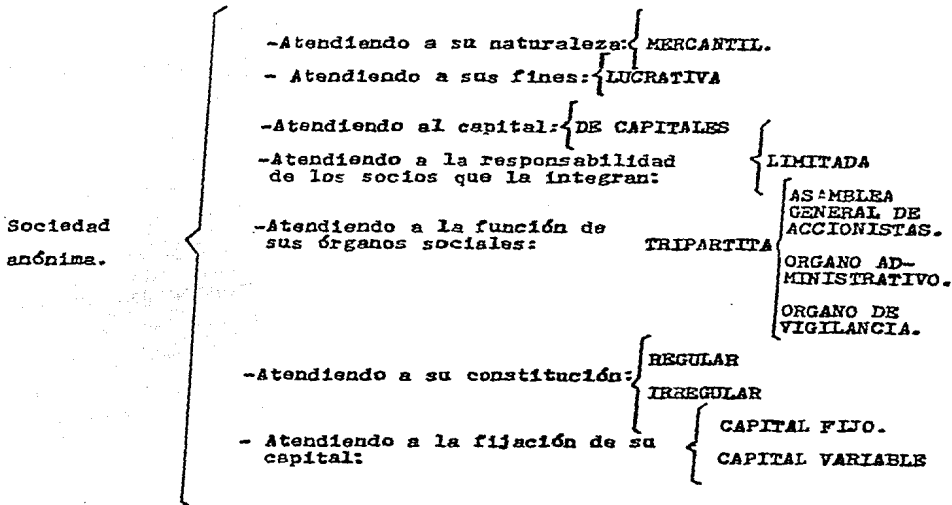 -Atendiendo a su naturaleza: MERCANTIL.
- Atendiendo a sus fines: LUCRATIVA
-Atendiendo al capital: DE CAPITALES
-Atendiendo a la responsabilidad
de los socios que la integran: LIMITADA
Sociedad
anónima.
-Atendiendo a la función de
sus órganos sociales: TRIPARTITA
ASAMBLEA
GENERAL DE
ACCIONISTAS.
ORGANO AD-
MINISTRATIVO.
ORGANO DE
VIGILANCIA.
-Atendiendo a su constitución:
REGULAR
IRREGULAR
- Atendiendo a la fijación de su
capital:
CAPITAL FIJO.
CAPITAL VARIABLE